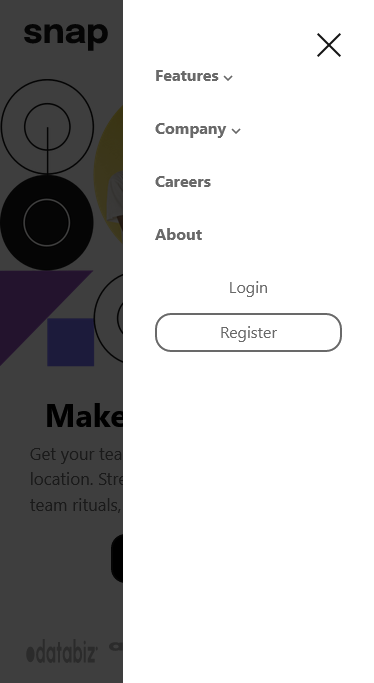 snap
Features
Company
Careers
About
Login
Register
Make
Get your tea
location. Stre
team rituals,
databiz